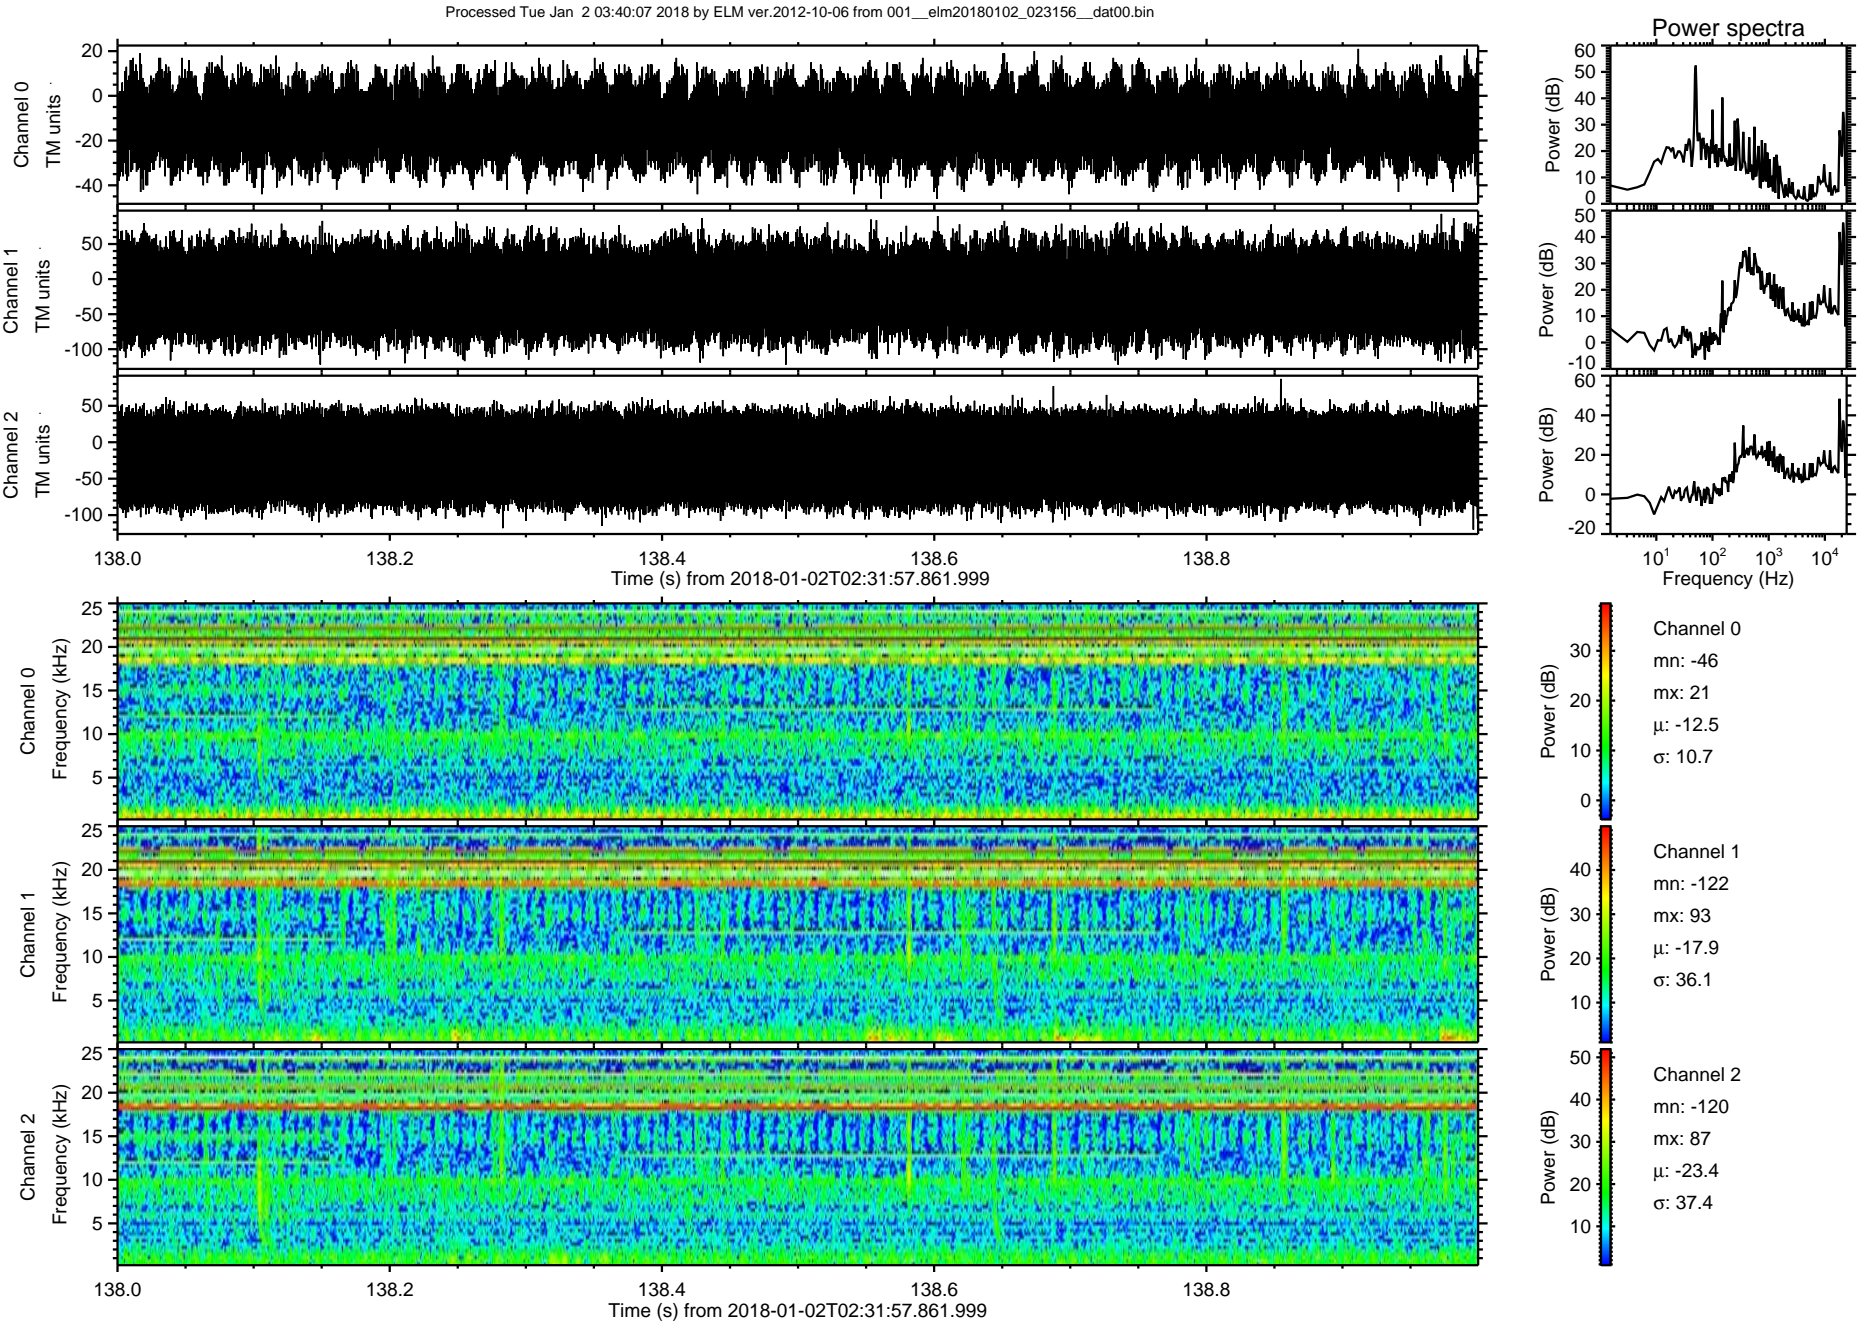 Processed Tue Jan  2 03:40:07 2018 by ELM ver.2012-10-06 from 001__elm20180102_023156__dat00.bin
Power spectra
Channel 0
TM units
20
0
-20
-40
Power (dB)
60
50
40
30
20
10
0
Channel 1
TM units
50
0
-50
-100
Power (dB)
50
40
30
20
10
0
-10
Channel 2
TM units
50
0
-50
-100
Power (dB)
60
40
20
0
-20
138.0 138.2 138.4 138.6 138.8
Time (s) from 2018-01-02T02:31:57.861.999
10^1 10^2 10^3 10^4
Frequency (Hz)
Channel 0
Frequency (kHz)
25
20
15
10
5
Power (dB)
30
20
10
0
Channel 0
mn: -46
mx: 21
μ: -12.5
σ: 10.7
Channel 1
Frequency (kHz)
25
20
15
10
5
Power (dB)
40
30
20
10
Channel 1
mn: -122
mx: 93
μ: -17.9
σ: 36.1
Channel 2
Frequency (kHz)
25
20
15
10
5
Power (dB)
50
40
30
20
10
Channel 2
mn: -120
mx: 87
μ: -23.4
σ: 37.4
138.0 138.2 138.4 138.6 138.8
Time (s) from 2018-01-02T02:31:57.861.999